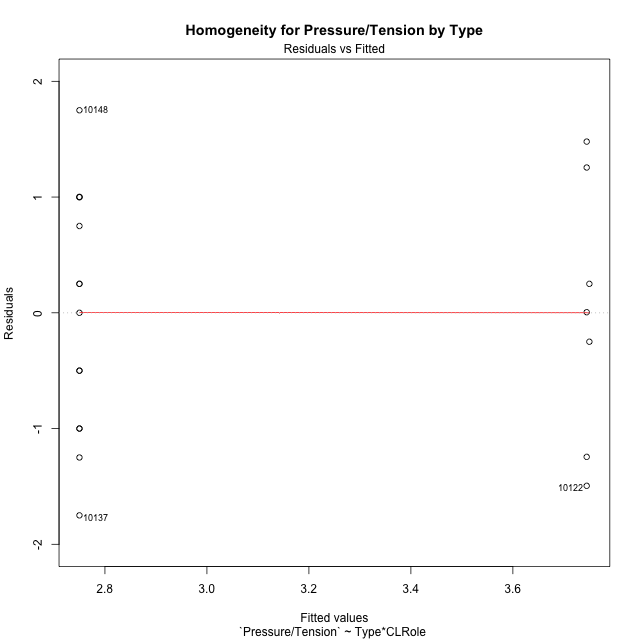 Homogeneity for Pressure/Tension by Type
Residuals vs Fitted
2
1
0
-1
-2
Residuals
10148
10137
10122
2.8 3.0 3.2 3.4 3.6
Fitted values
`Pressure/Tension` ~ Type*CLRole